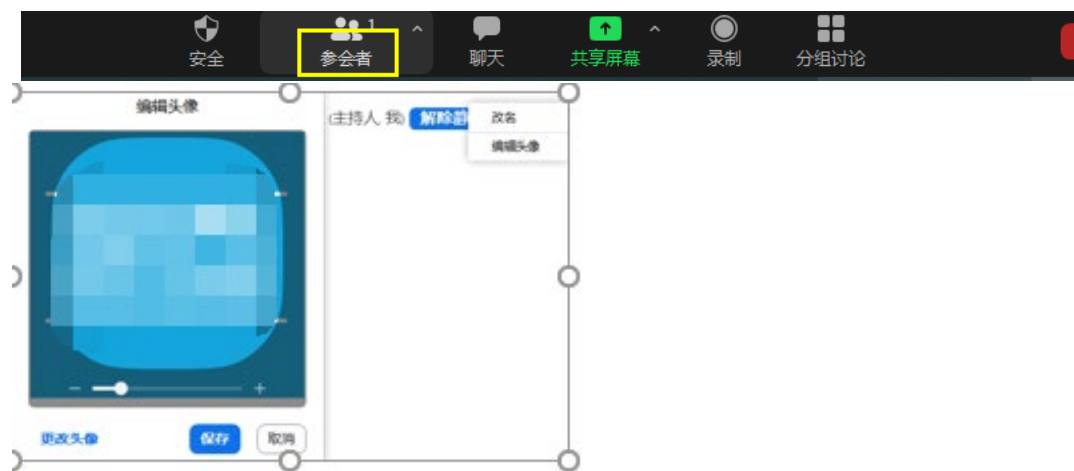 1
安全 参会者 聊天 共享屏幕 录制 分组讨论
编辑头像
(主持人, 我) 解除静
改名
编辑头像
更改头像 保存 取消